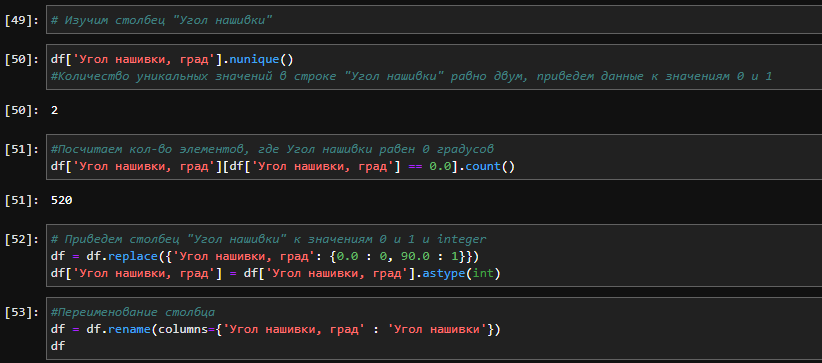 [49]: # Изучим столбец "Угол нашивки"
[50]: df['Угол нашивки, град'].nunique()
#Количество уникальных значений в строке "Угол нашивки" равно двум, приведем данные к значениям 0 и 1
[50]: 2
[51]: #Посчитаем кол-во элементов, где Угол нашивки равен 0 градусов
df['Угол нашивки, град'][df['Угол нашивки, град'] == 0.0].count()
[51]: 520
[52]: # Приведем столбец "Угол нашивки" к значениям 0 и 1 и integer
df = df.replace({'Угол нашивки, град': {0.0 : 0, 90.0 : 1}})
df['Угол нашивки, град'] = df['Угол нашивки, град'].astype(int)
[53]: #Переименование столбца
df = df.rename(columns={'Угол нашивки, град' : 'Угол нашивки'})
df